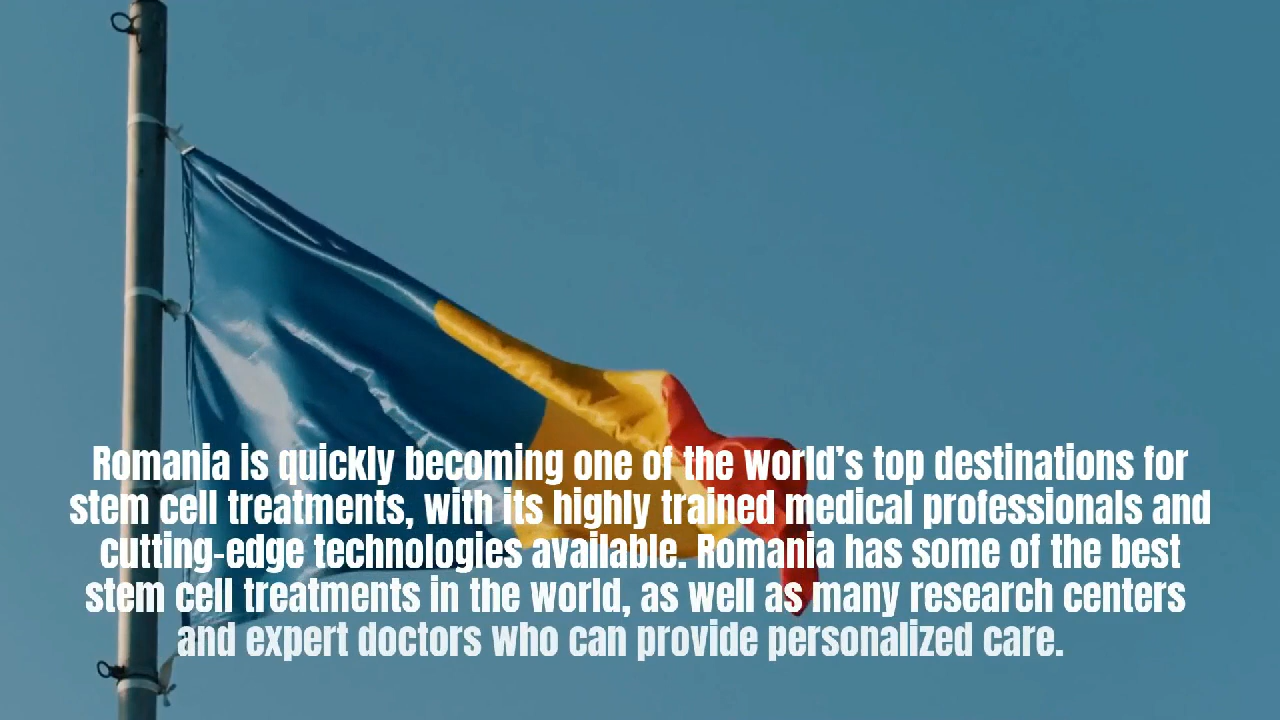 Romania is quickly becoming one of the world’s top destinations for
stem cell treatments, with its highly trained medical professionals and
cutting-edge technologies available. Romania has some of the best
stem cell treatments in the world, as well as many research centers
and expert doctors who can provide personalized care.